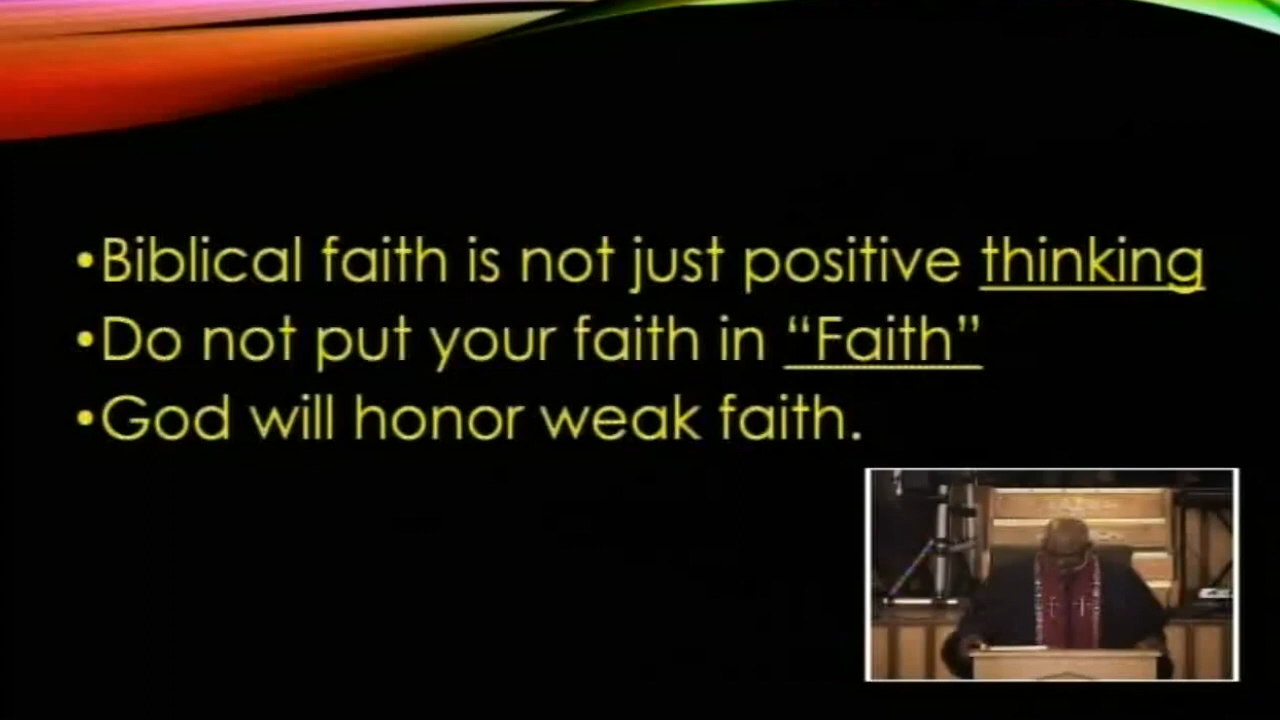 •Biblical faith is not just positive thinking
•Do not put your faith in “Faith”
•God will honor weak faith.